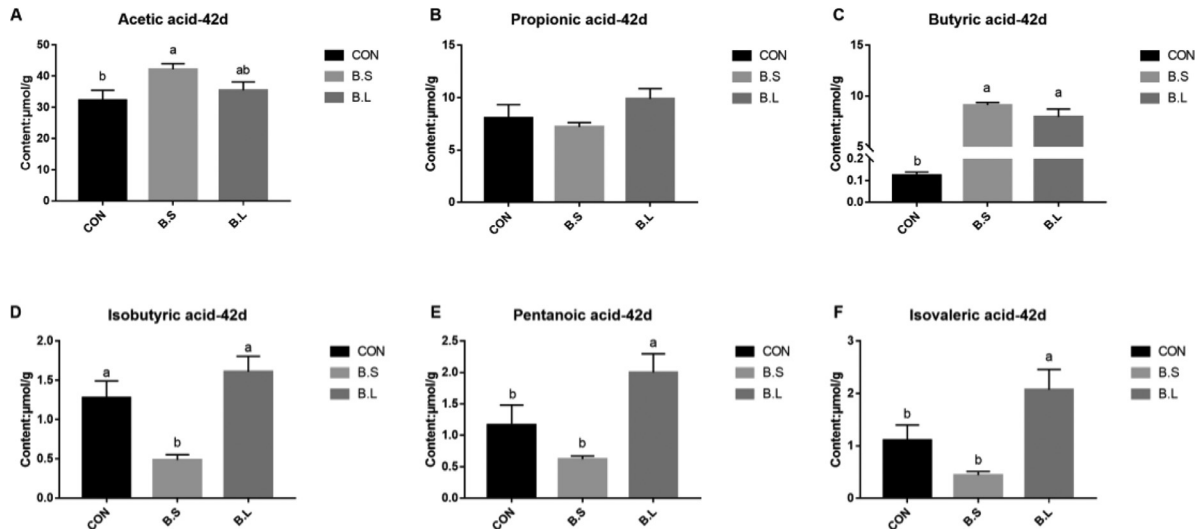 A
Acetic acid-42d
Content:μmol/g
50
40
30
20
10
0
b
a
ab
CON
B.S
B.L
CON
B.S
B.L
B
Propionic acid-42d
Content:μmol/g
15
10
5
0
CON
B.S
B.L
CON
B.S
B.L
C
Butyric acid-42d
Content:μmol/g
15
10
5
0.2
0.1
0.0
b
a
a
CON
B.S
B.L
CON
B.S
B.L
D
Isobutyric acid-42d
Content:μmol/g
2.0
1.5
1.0
0.5
0.0
a
b
a
CON
B.S
B.L
CON
B.S
B.L
E
Pentanoic acid-42d
Content:μmol/g
2.5
2.0
1.5
1.0
0.5
0.0
b
b
a
CON
B.S
B.L
CON
B.S
B.L
F
Isovaleric acid-42d
Content:μmol/g
3
2
1
0
b
b
a
CON
B.S
B.L
CON
B.S
B.L